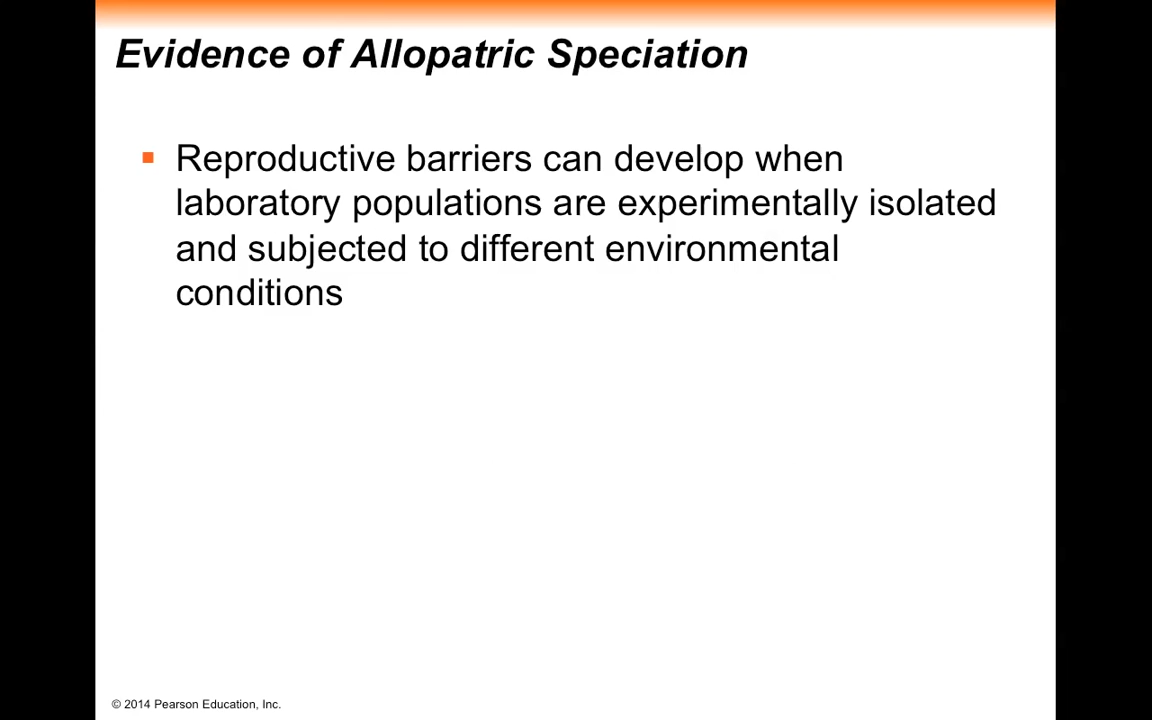 Evidence of Allopatric Speciation
Reproductive barriers can develop when
laboratory populations are experimentally isolated
and subjected to different environmental
conditions
© 2014 Pearson Education, Inc.